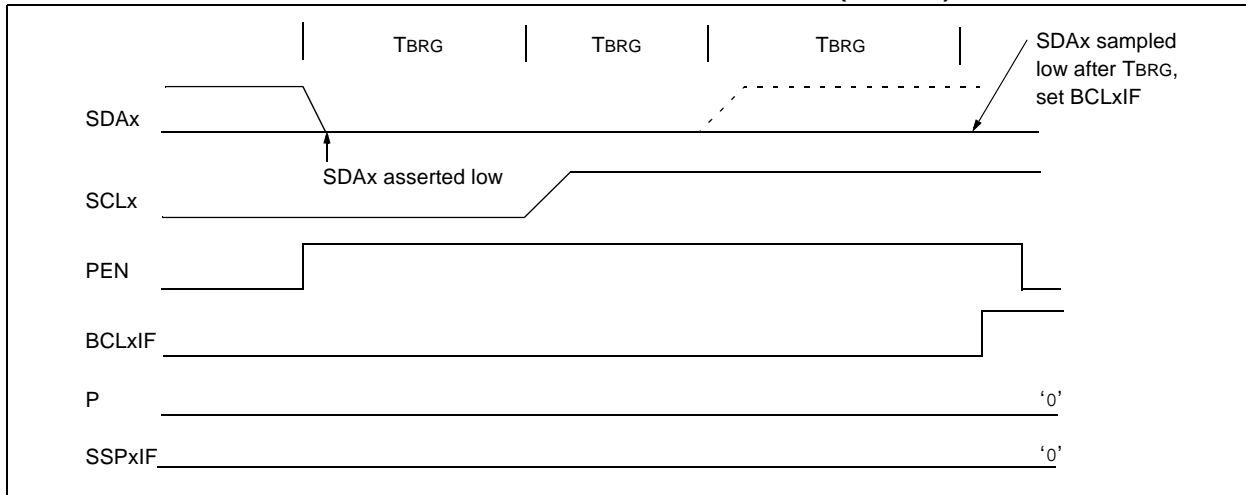 TBRG TBRG TBRG
SDAx sampled
low after TBRG,
set BCLxIF
SDAx
SDAx asserted low
SCLx
PEN
BCLxIF
P ‘0’
SSPxIF ‘0’